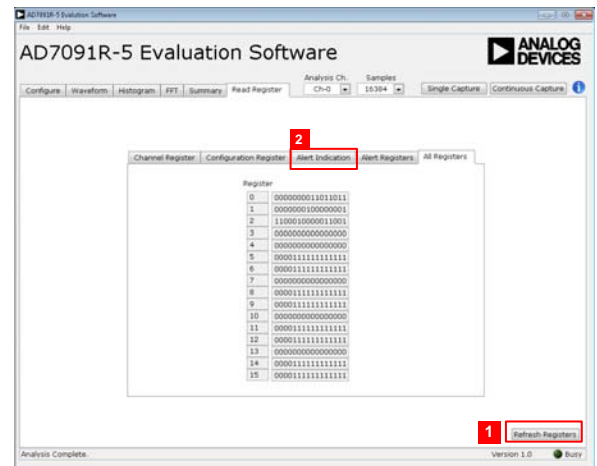 AD7091R-5 Evaluation Software
File Edit Help
AD7091R-5 Evaluation Software
ANALOG
DEVICES
Analysis Ch. Samples
Configure Waveform Histogram FFT Summary Read Register Ch-0 16384 Single Capture Continuous Capture
2
Channel Register Configuration Register Alert Indication Alert Registers All Registers
Register
0 0000000011011011
1 0000000100000001
2 1100010000011001
3 0000000000000000
4 0000000000000000
5 0000111111111111
6 0000111111111111
7 0000000000000000
8 0000111111111111
9 0000111111111111
10 0000000000000000
11 0000111111111111
12 0000111111111111
13 0000000000000000
14 0000111111111111
15 0000111111111111
1 Refresh Registers
Analysis Complete. Version 1.0 Busy